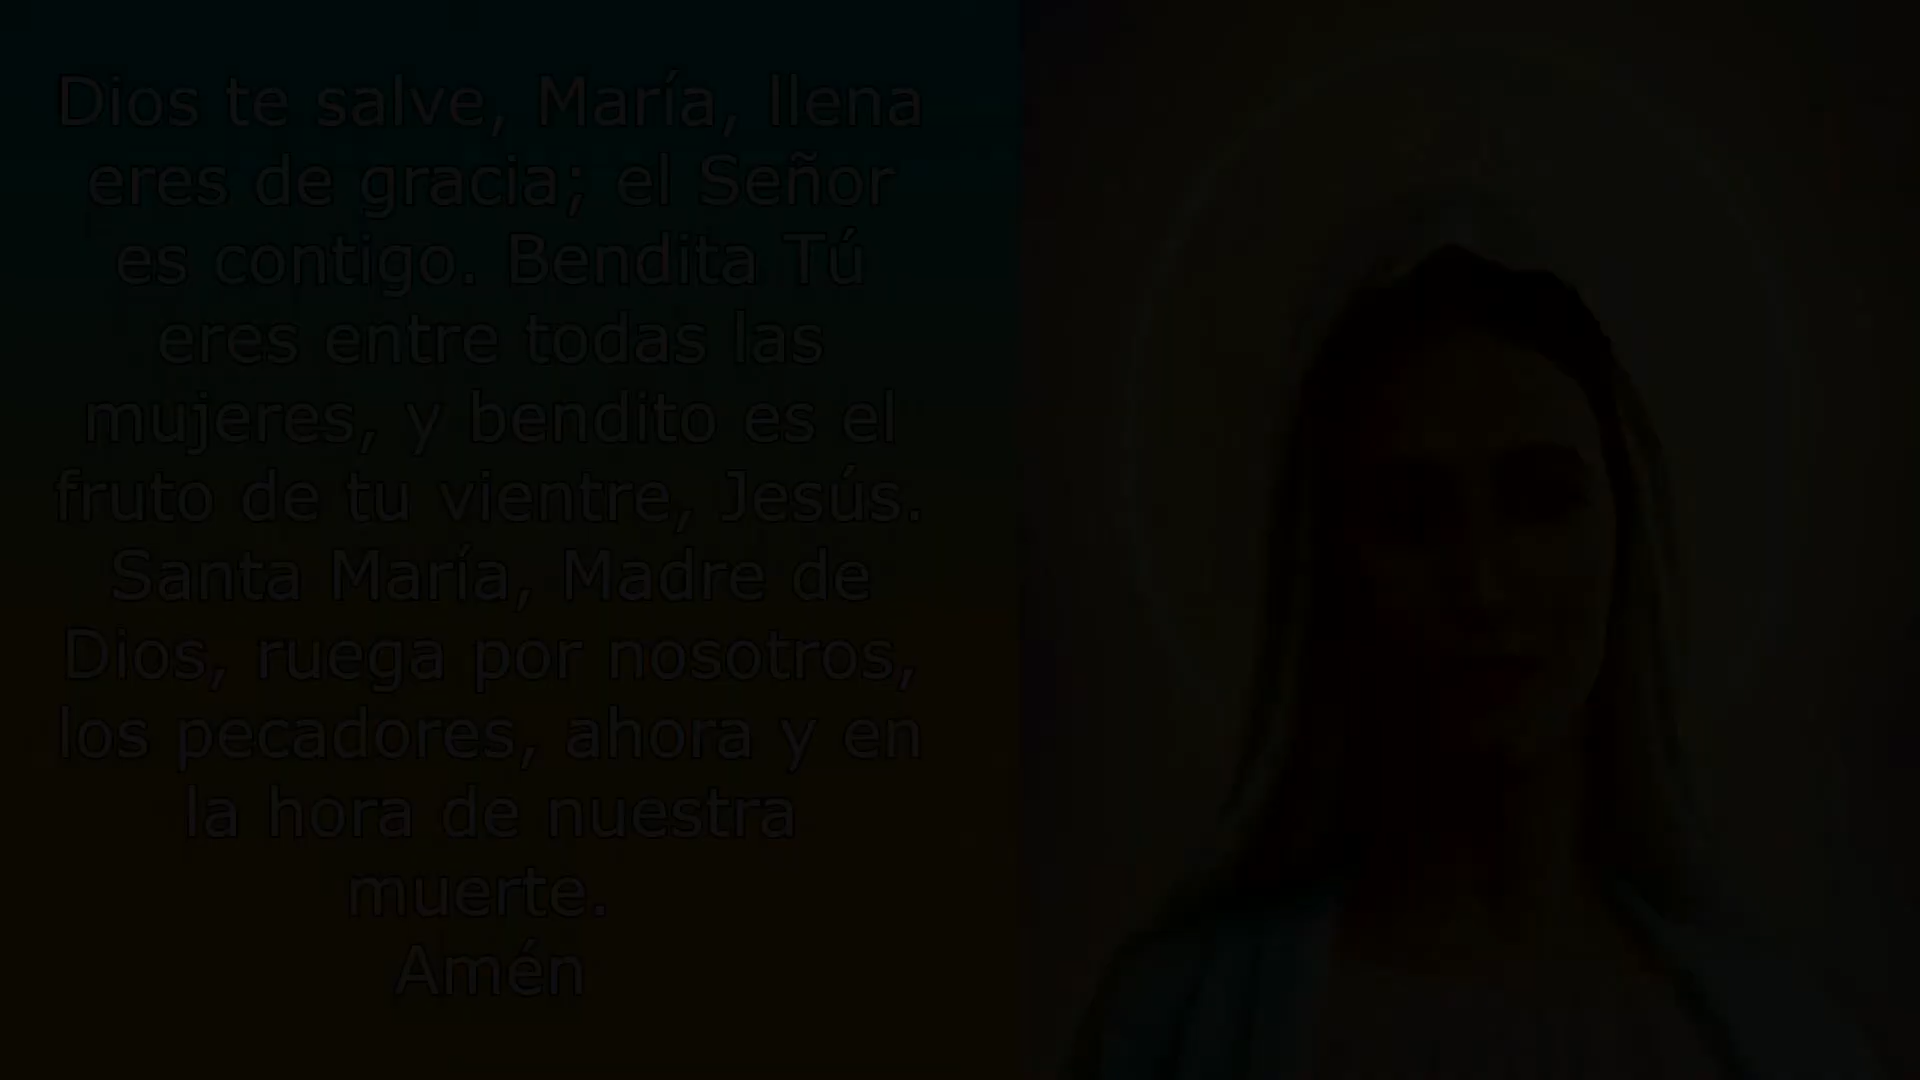 Dios te salve, María, llena
eres de gracia; el Señor
es contigo. Bendita Tú
eres entre todas las
mujeres, y bendito es el
fruto de tu vientre, Jesús.
Santa María, Madre de
Dios, ruega por nosotros,
los pecadores, ahora y en
la hora de nuestra
muerte.
Amén